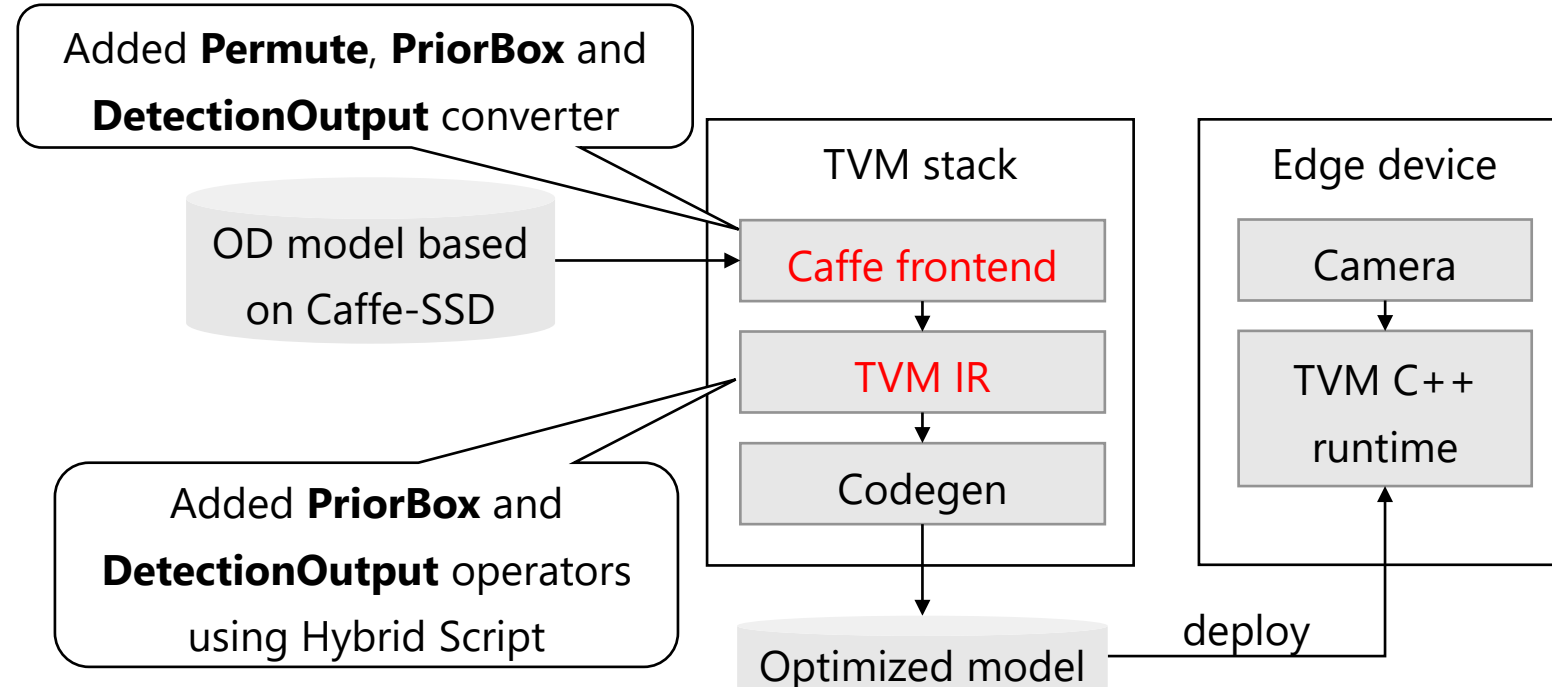 Added Permute, PriorBox and
DetectionOutput converter
TVM stack
Edge device
OD model based
on Caffe-SSD
Caffe frontend
Camera
TVM IR
TVM C++
runtime
Codegen
Added PriorBox and
DetectionOutput operators
using Hybrid Script
deploy
Optimized model